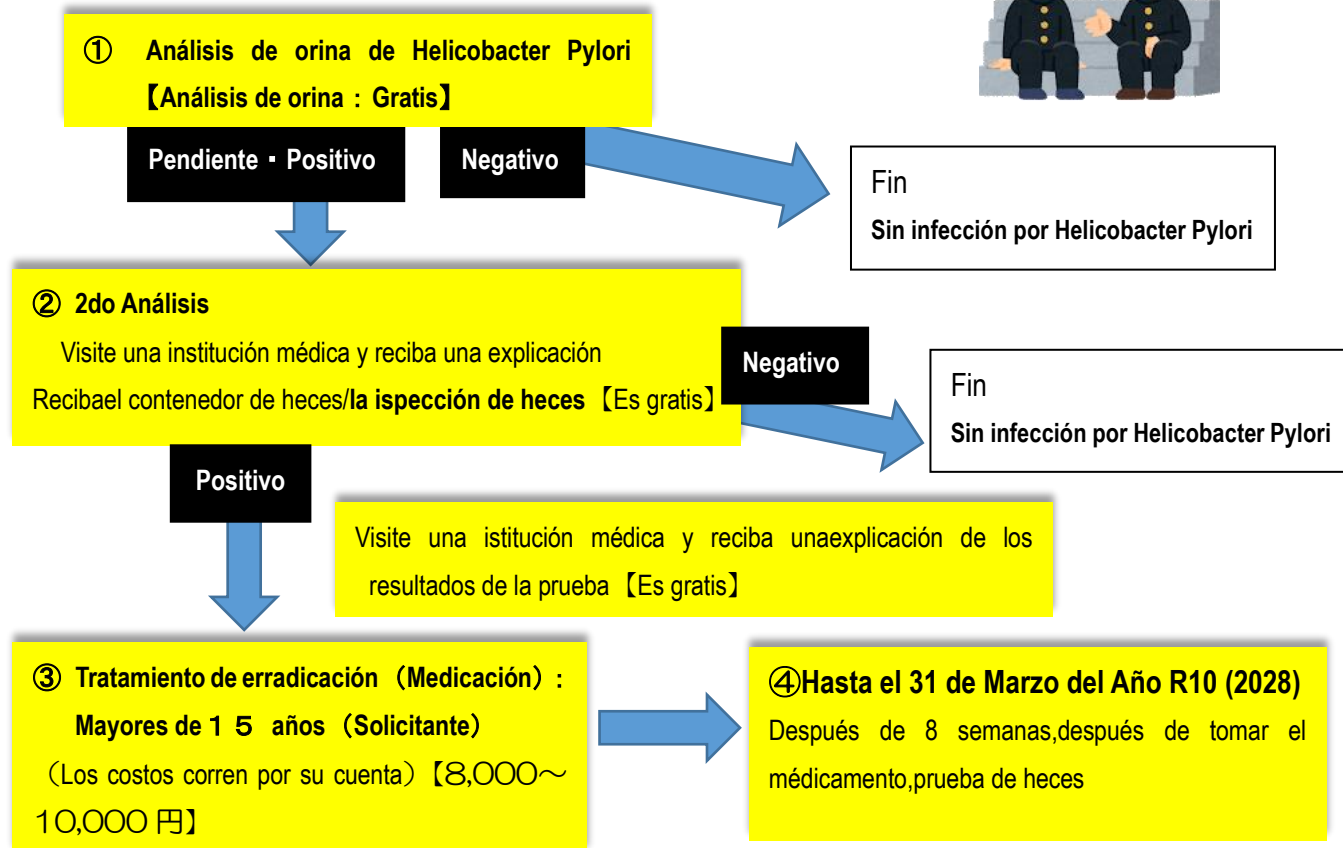 ① Análisis de orina de Helicobacter Pylori
【Análisis de orina : Gratis】
Pendiente・Positivo
Negativo
Fin
Sin infección por Helicobacter Pylori
② 2do Análisis
Visite una institución médica y reciba una explicación
Recibael contenedor de heces/la ispección de heces【Es gratis】
Negativo
Fin
Sin infección por Helicobacter Pylori
Positivo
Visite una istitución médica y reciba unaexplicación de los
resultados de la prueba【Es gratis】
③ Tratamiento de erradicación（Medicación）:
Mayores de１５ años（Solicitante）
（Los costos corren por su cuenta）【8,000～
10,000 円】
④Hasta el 31 de Marzo del Año R10 (2028)
Después de 8 semanas,después de tomar el
médicamento,prueba de heces